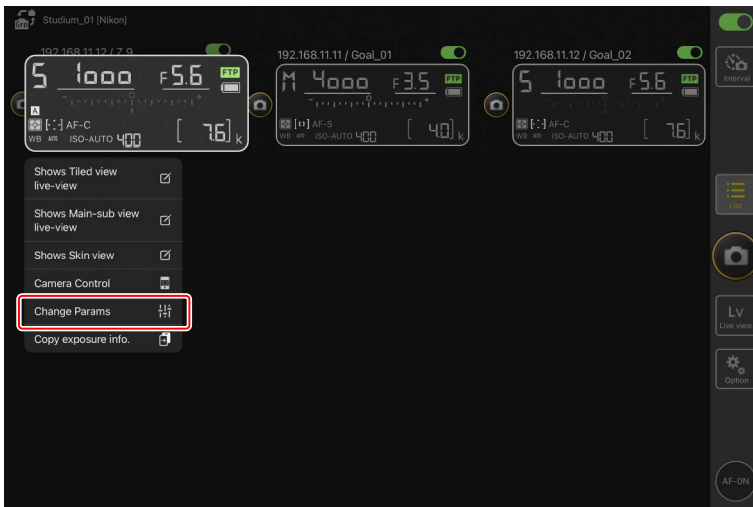 FTP
Studium_01 [Nikon]
192.168.11.12 / Z 9
S 1000 F5.6 FTP
A
AF-C
WB AUTO ISO-AUTO 400 [ 7.6] k
192.168.11.11 / Goal_01
M 4000 F3.5 FTP
AF-S
WB AUTO ISO-AUTO 400 [ 4.0] k
192.168.11.12 / Goal_02
S 1000 F5.6 FTP
AF-C
WB AUTO ISO-AUTO 400 [ 7.6] k
Shows Tiled view
live-view
Shows Main-sub view
live-view
Shows Skin view
Camera Control
Change Params
Copy exposure info.
Interval
List
Lv
Live view
Option
AF-ON